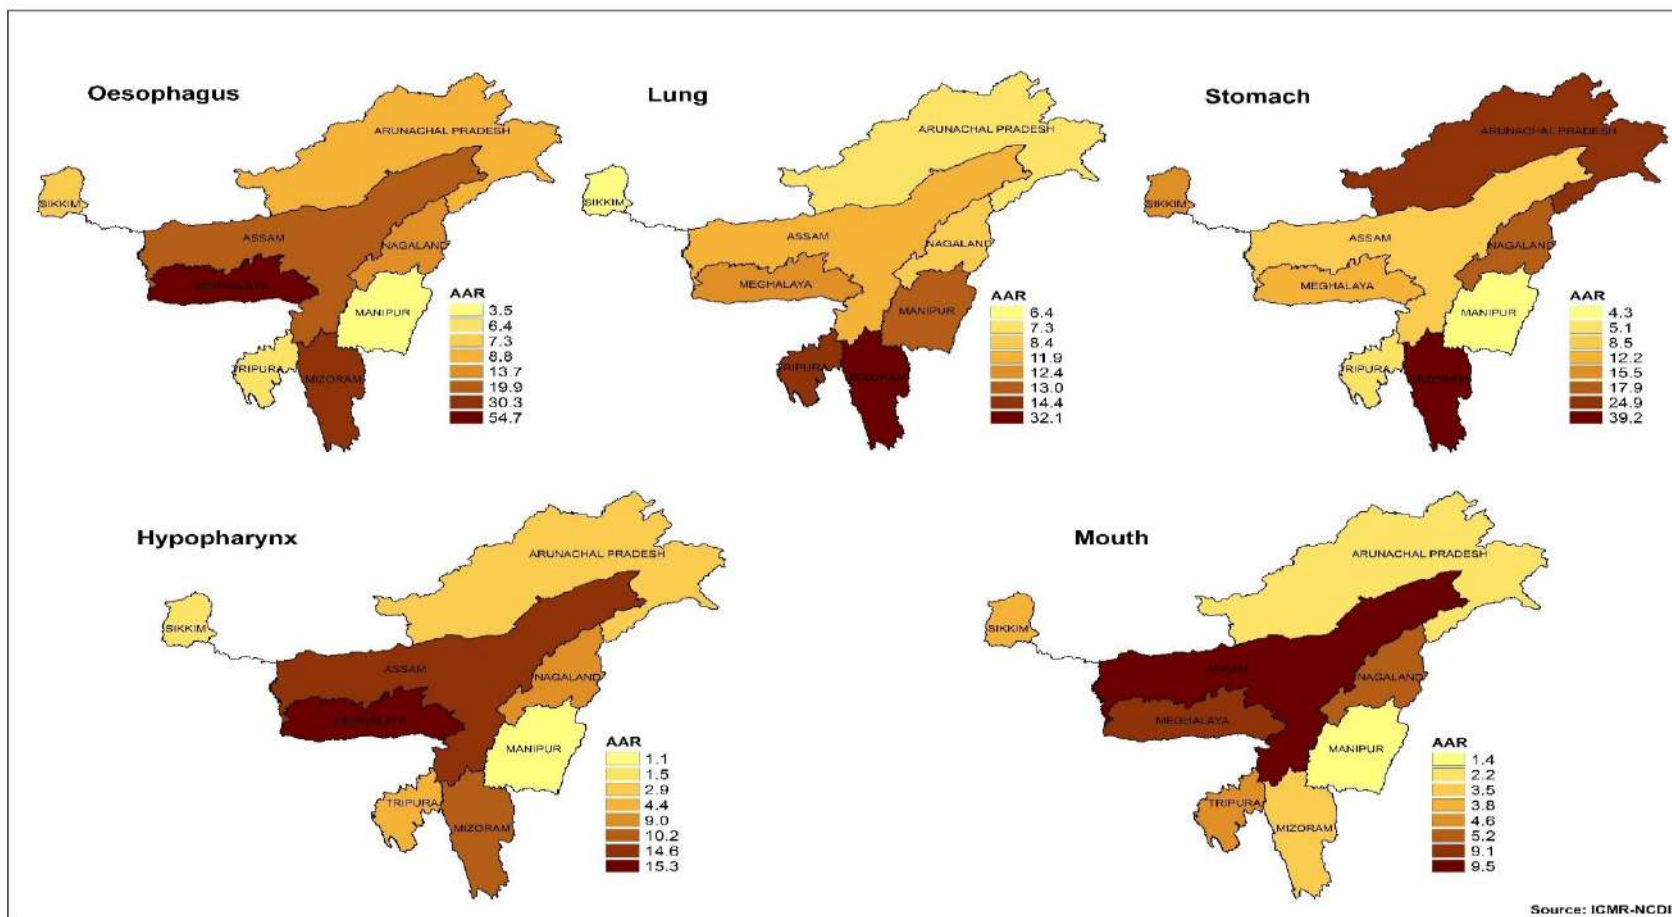 Oesophagus
ARUNACHAL PRADESH
SIKKIM
ASSAM
NAGALAND
MEGHALAYA
MANIPUR
TRIPURA
MIZORAM
AAR
3.5
6.4
7.3
8.8
13.7
19.9
30.3
54.7
Lung
ARUNACHAL PRADESH
SIKKIM
ASSAM
NAGALAND
MEGHALAYA
MANIPUR
TRIPURA
MIZORAM
AAR
6.4
7.3
8.4
11.9
12.4
13.0
14.4
32.1
Stomach
ARUNACHAL PRADESH
SIKKIM
ASSAM
NAGALAND
MEGHALAYA
MANIPUR
TRIPURA
MIZORAM
AAR
4.3
5.1
8.5
12.2
15.5
17.9
24.9
39.2
Hypopharynx
ARUNACHAL PRADESH
SIKKIM
ASSAM
NAGALAND
MEGHALAYA
MANIPUR
TRIPURA
MIZORAM
AAR
1.1
1.5
2.9
4.4
9.0
10.2
14.6
15.3
Mouth
ARUNACHAL PRADESH
SIKKIM
ASSAM
NAGALAND
MEGHALAYA
MANIPUR
TRIPURA
MIZORAM
AAR
1.4
2.2
3.5
3.8
4.6
5.2
9.1
9.5
Source: ICMR-NCDI